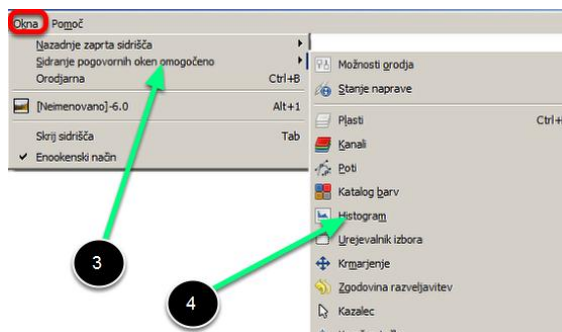 Okna Pomoč
Nazadnje zaprta sidrišča
Sidranje pogovornih oken omogočeno
Orodjarna Ctrl+B
[Neimenovano]-6.0 Alt+1
Skrij sidrišča Tab
Enookenski način
3
Možnosti orodja
Stanje naprave
Plasti Ctrl+
Kanali
Poti
Katalog barv
Histogram
Urejevalnik izbora
Krmarjenje
Zgodovina razveljavitev
Kazalec
4